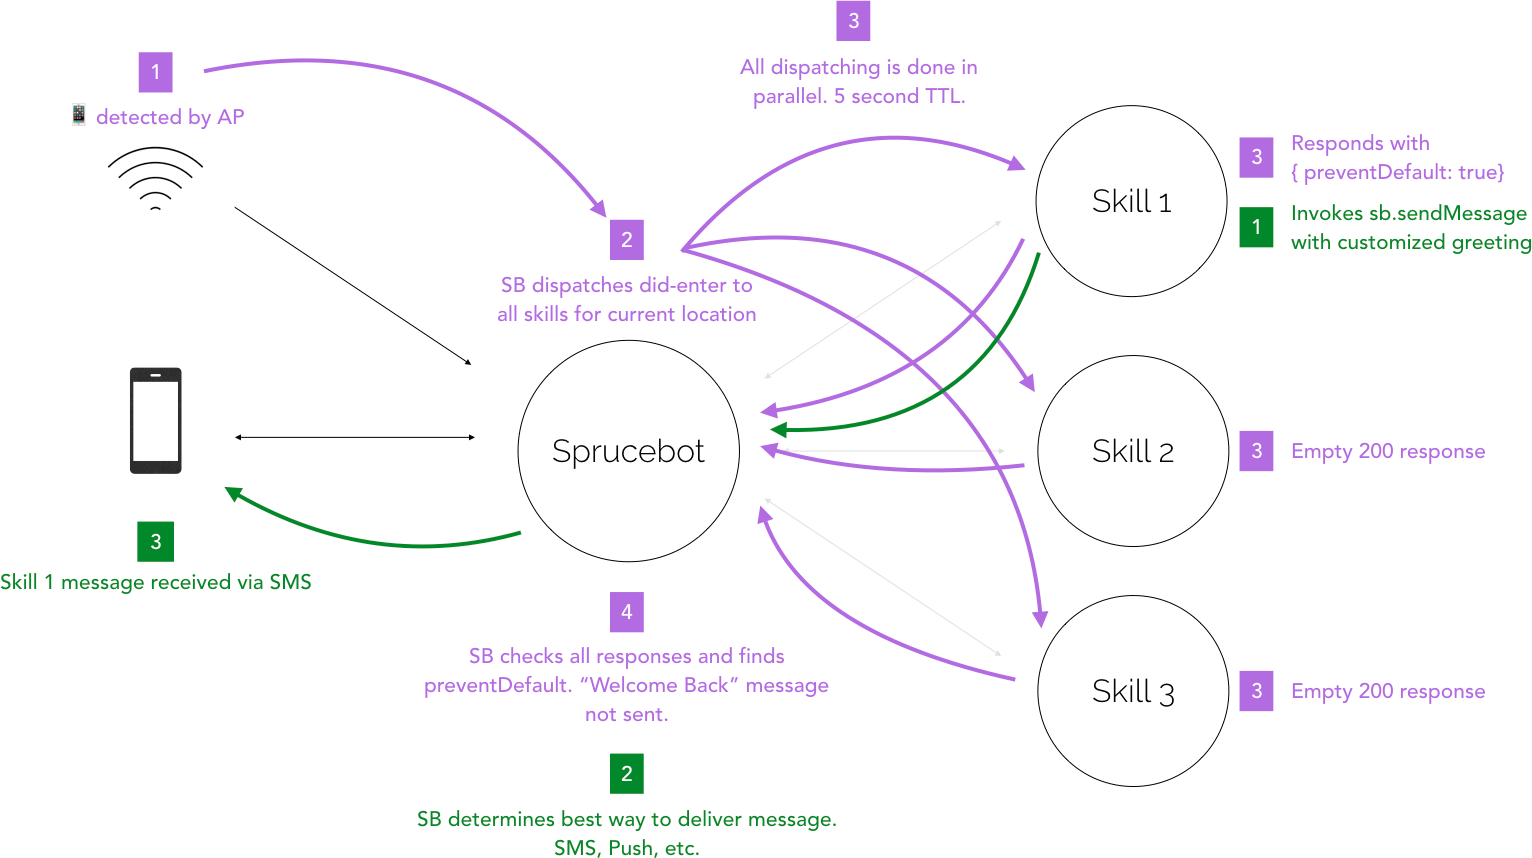 3
All dispatching is done in
parallel. 5 second TTL.
1
detected by AP
2
SB dispatches did-enter to
all skills for current location
Skill 1
3
Responds with
{ preventDefault: true}
1
Invokes sb.sendMessage
with customized greeting
Sprucebot
Skill 2
3
Empty 200 response
3
Skill 1 message received via SMS
4
SB checks all responses and finds
preventDefault. “Welcome Back” message
not sent.
Skill 3
3
Empty 200 response
2
SB determines best way to deliver message.
SMS, Push, etc.